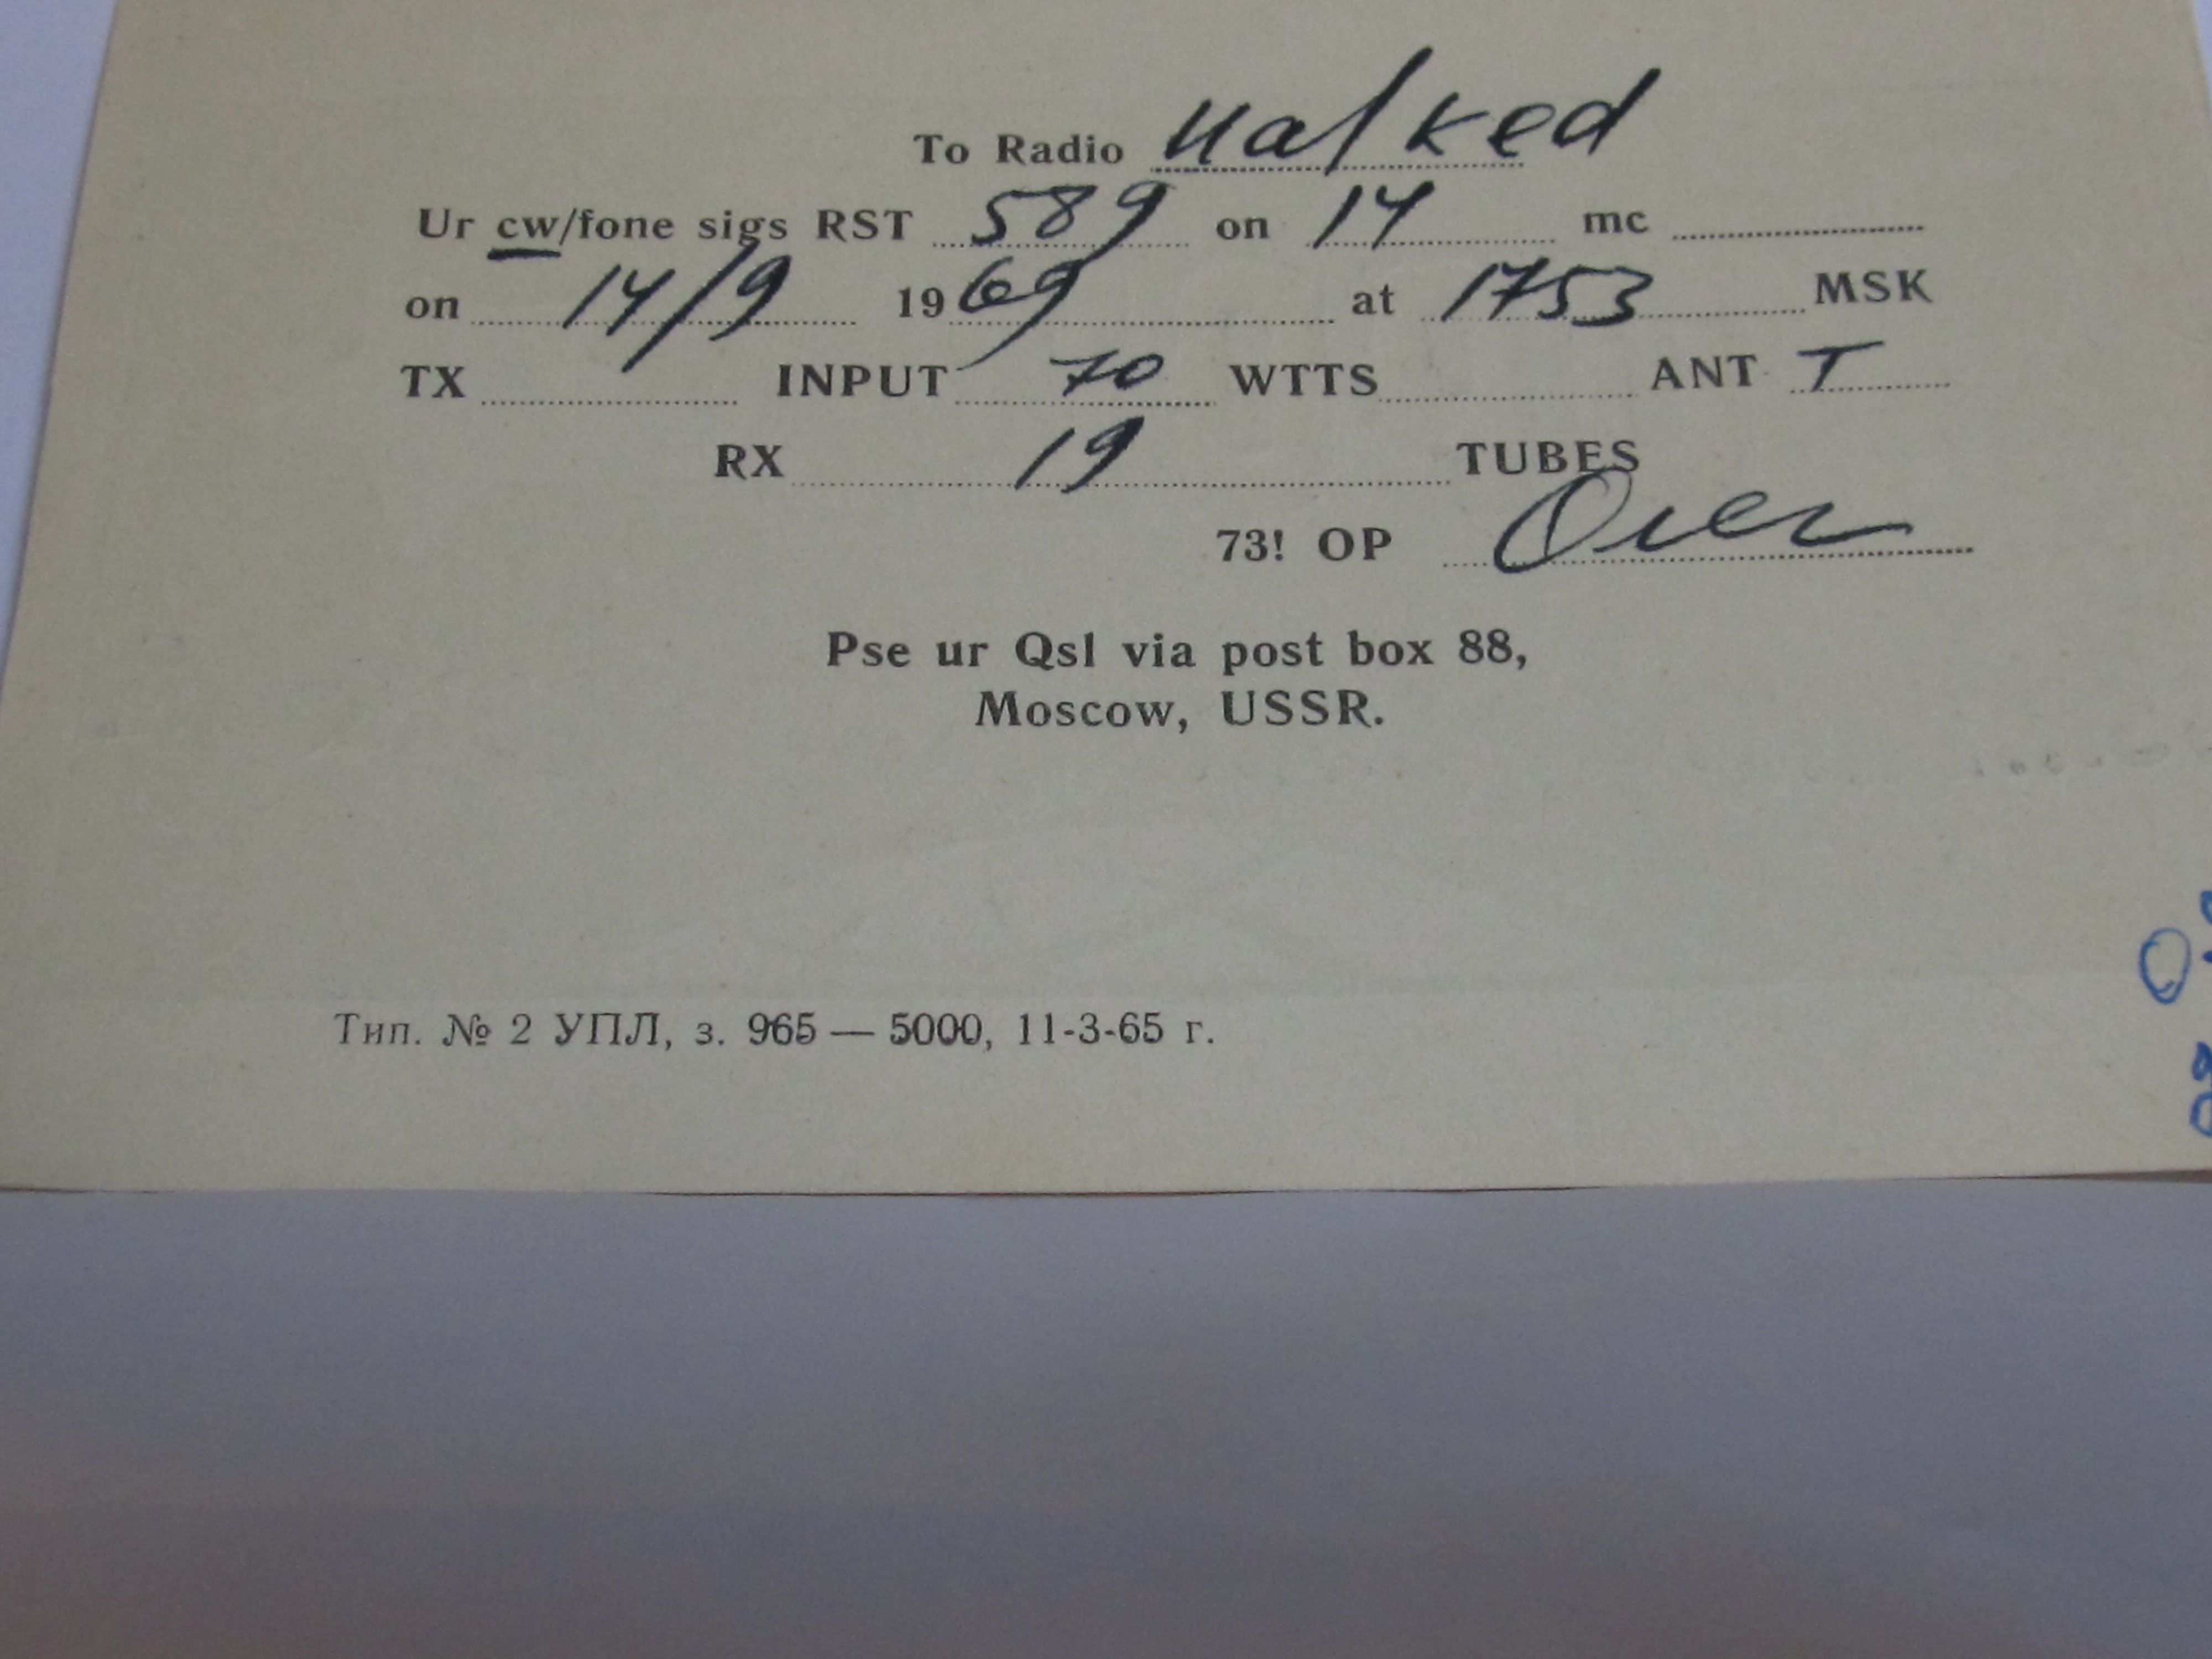 To Radio ua1ked
Ur cw/fone sigs RST 589 on 14 mc
on 14/9 1969 at 1753 MSK
TX INPUT 70 WTTS ANT T
RX 19 TUBES
73! OP
Pse ur Qsl via post box 88,
Moscow, USSR.
Тип. № 2 УПЛ, з. 965 — 5000, 11-3-65 г.